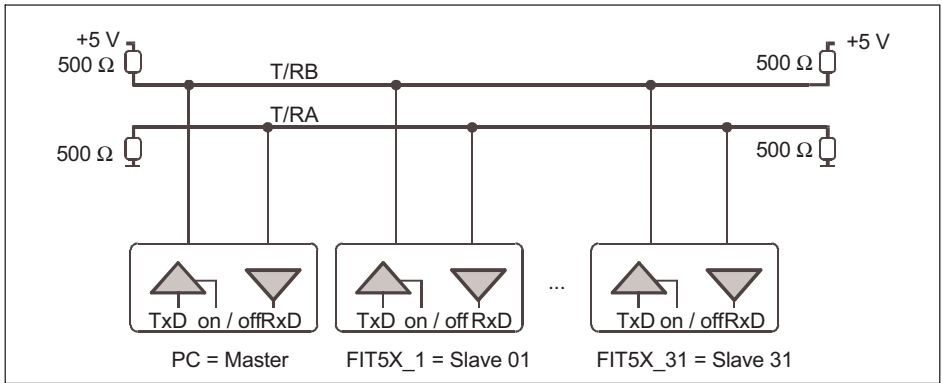 +5 V
+5 V
500 Ω
500 Ω
T/RB
T/RA
500 Ω
500 Ω
...
TxD on / offRxD
TxD on / off RxD
TxD on / offRxD
PC = Master
FIT5X_1 = Slave 01
FIT5X_31 = Slave 31